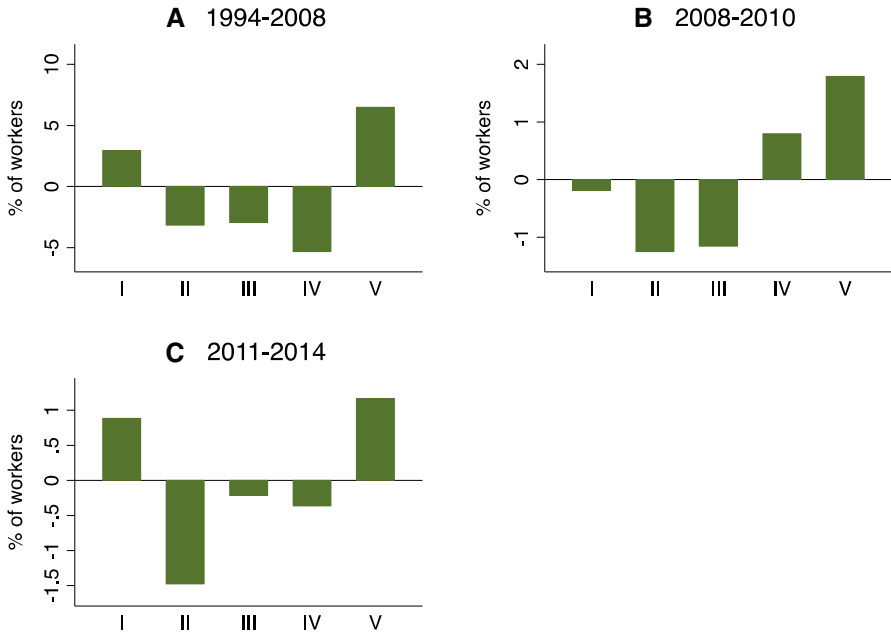 A 1994-2008
% of workers
10
5
0
-5
I II III IV V
B 2008-2010
% of workers
2
1
0
-1
I II III IV V
C 2011-2014
% of workers
1
.5
0
-.5
-1
-1.5
I II III IV V